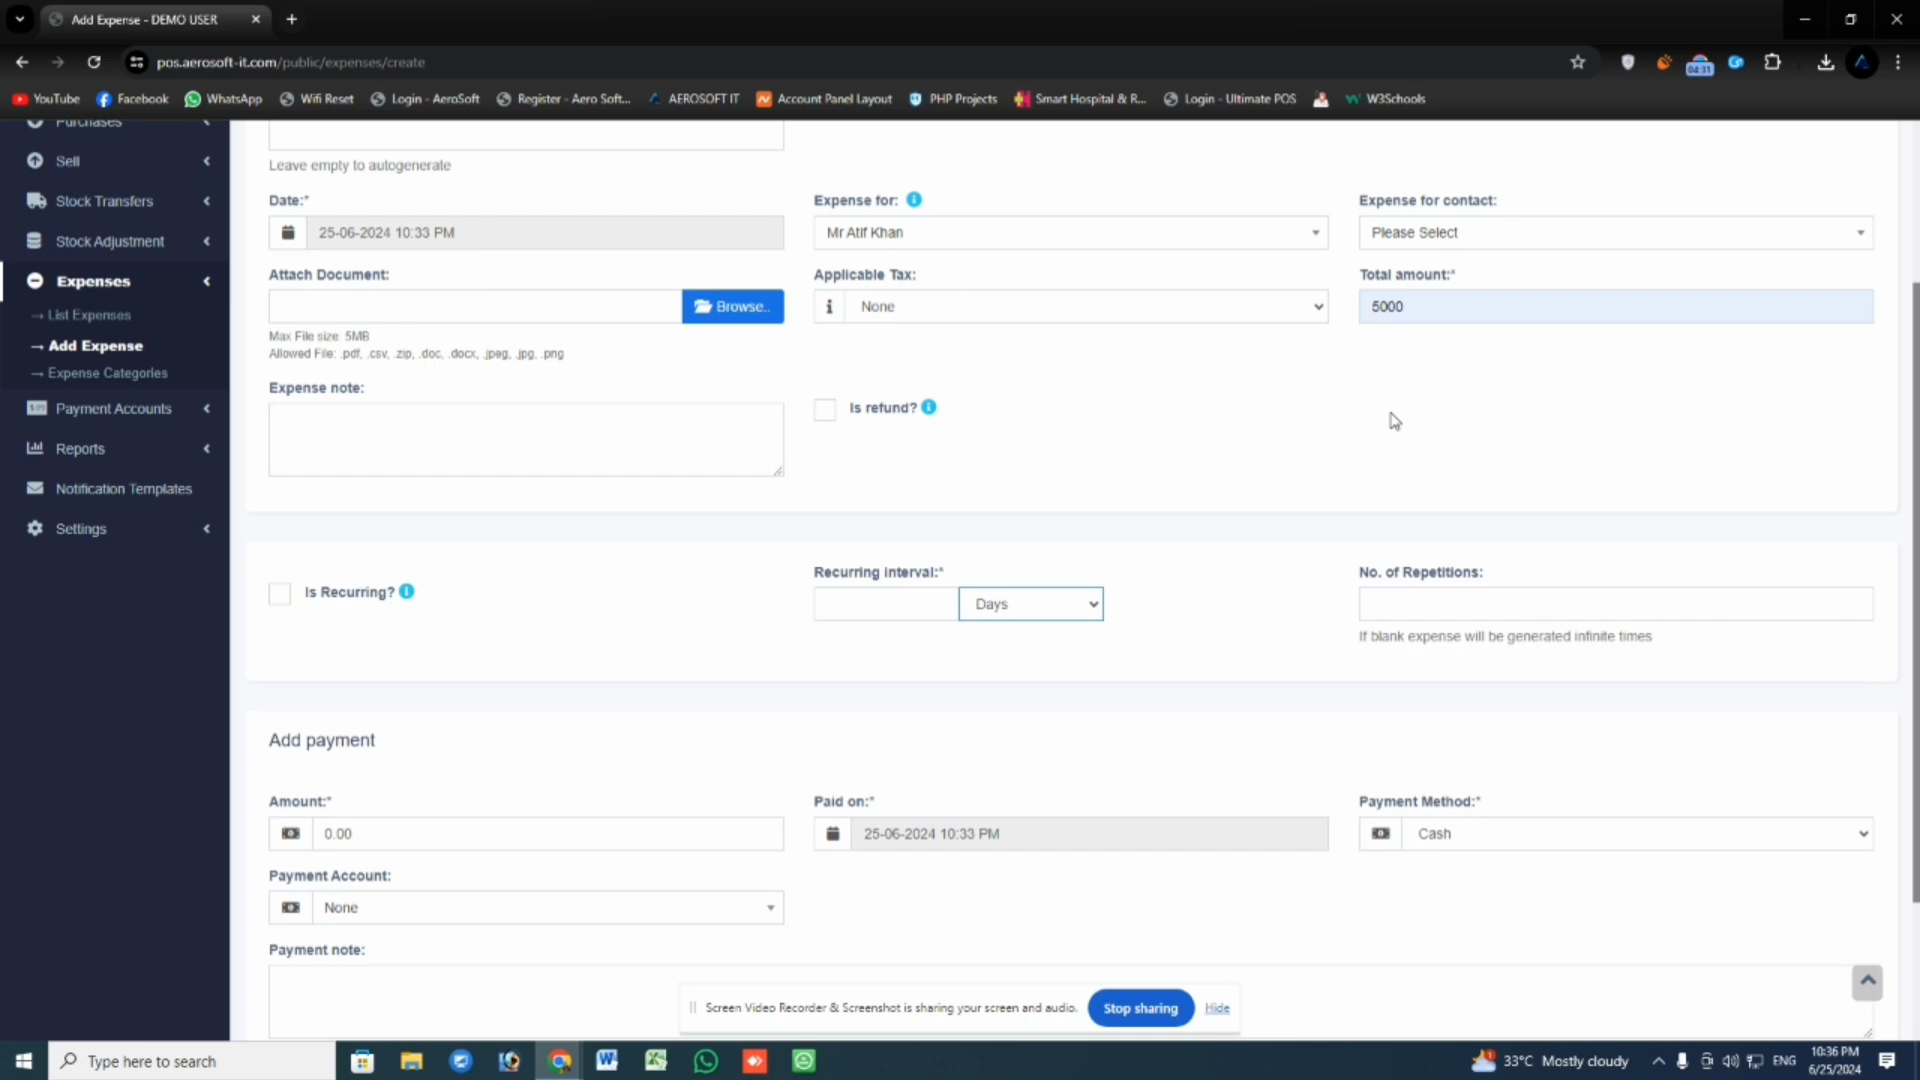 Add Expense - DEMO USER
pos.aerosoft-it.com/public/expenses/create
04:31
YouTube
Facebook
WhatsApp
Wifi Reset
Login - AeroSoft
Register - Aero Soft...
AEROSOFT IT
Account Panel Layout
PHP Projects
Smart Hospital & R...
Login - Ultimate POS
W3Schools
Purchases
Sell
Stock Transfers
Stock Adjustment
Expenses
→ List Expenses
→ Add Expense
→ Expense Categories
Payment Accounts
Reports
Notification Templates
Settings
Leave empty to autogenerate
Date:*
25-06-2024 10:33 PM
Expense for:
Mr Atif Khan
Expense for contact:
Please Select
Attach Document:
Browse..
Max File size: 5MB
Allowed File: .pdf, .csv, .zip, .doc, .docx, .jpeg, .jpg, .png
Applicable Tax:
None
Total amount:*
5000
Expense note:
Is refund?
Is Recurring?
Recurring interval:*
Days
No. of Repetitions:
If blank expense will be generated infinite times
Add payment
Amount:*
0.00
Paid on:*
25-06-2024 10:33 PM
Payment Method:*
Cash
Payment Account:
None
Payment note:
Screen Video Recorder & Screenshot is sharing your screen and audio.
Stop sharing
Hide
Type here to search
33°C Mostly cloudy
ENG
10:36 PM
6/25/2024